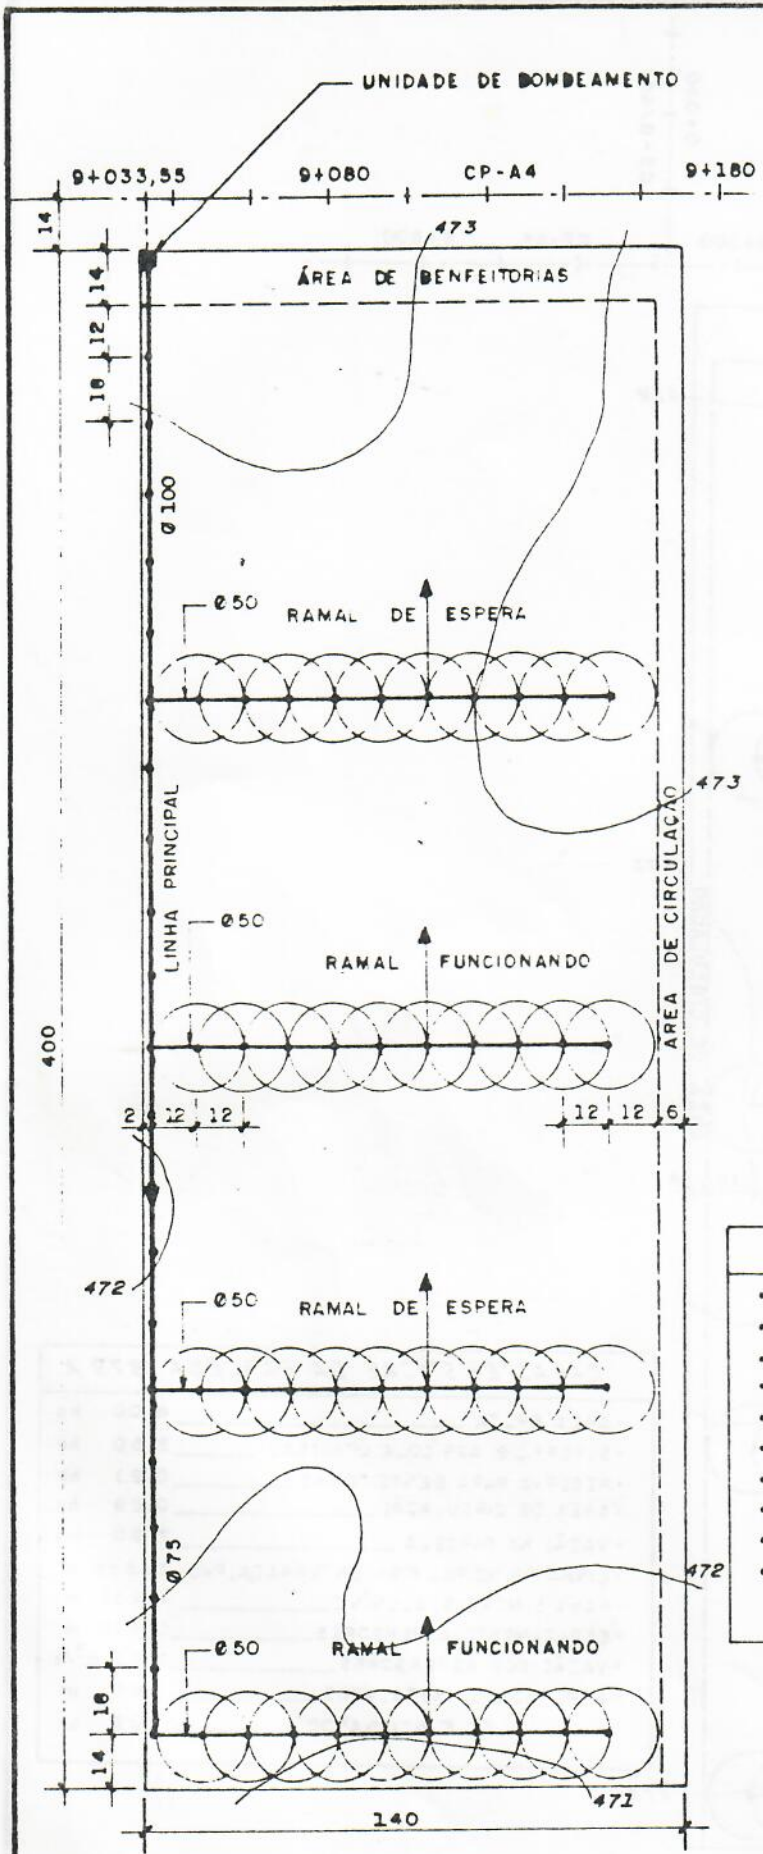 UNIDADE DE BOMBEAMENTO
9+033,55 9+080 CP-A4 9+180
14
473
ÁREA DE BENFEITORIAS
14
12
18
Ø100
Ø50 RAMAL DE ESPERA
473
LINHA PRINCIPAL
ÁREA DE CIRCULAÇÃO
Ø50
RAMAL FUNCIONANDO
400
2 12 12 12 12 6
472
Ø50 RAMAL DE ESPERA
Ø75
472
Ø50 RAMAL FUNCIONANDO
18
14
471
140